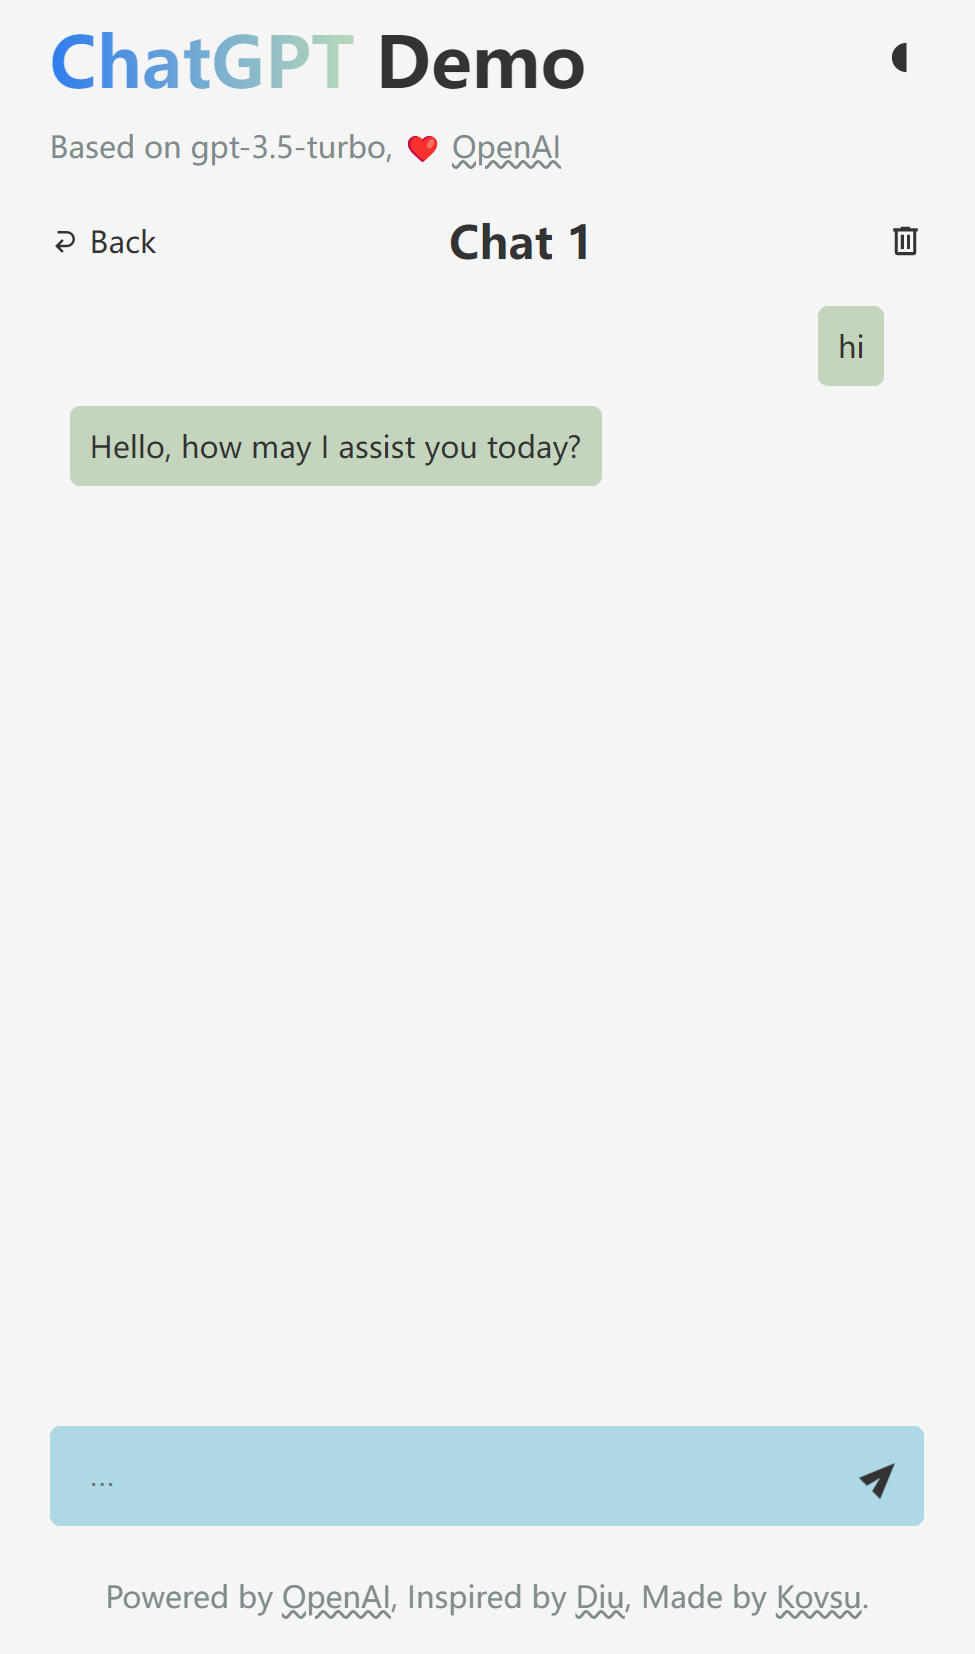 ChatGPT Demo
Based on gpt-3.5-turbo, ❤️ OpenAI
Back
Chat 1
hi
Hello, how may I assist you today?
...
Powered by OpenAI, Inspired by Diu, Made by Kovsu.